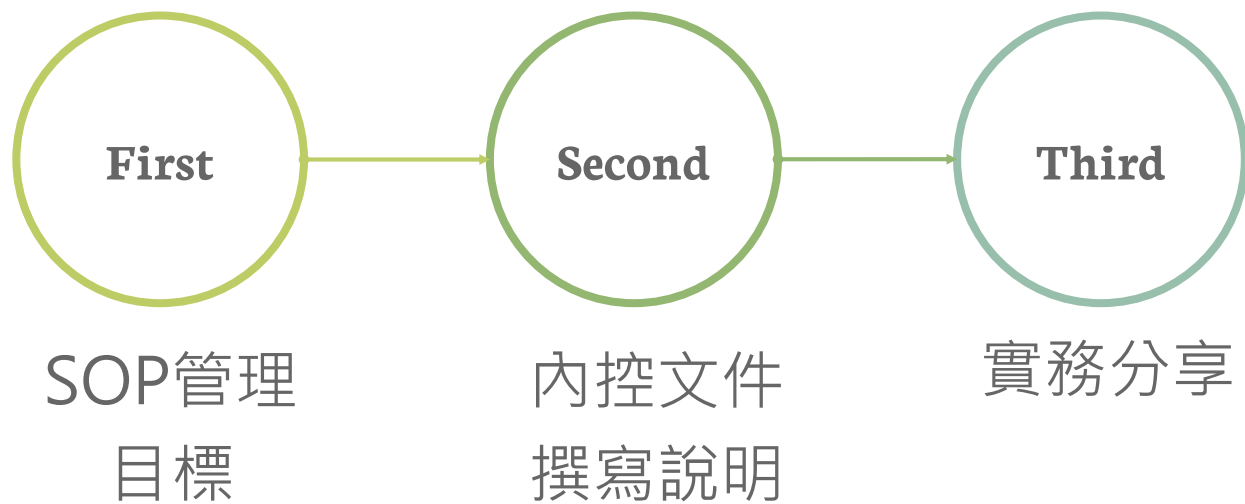 First
Second
Third
SOP管理
目標
內控文件
撰寫說明
實務分享